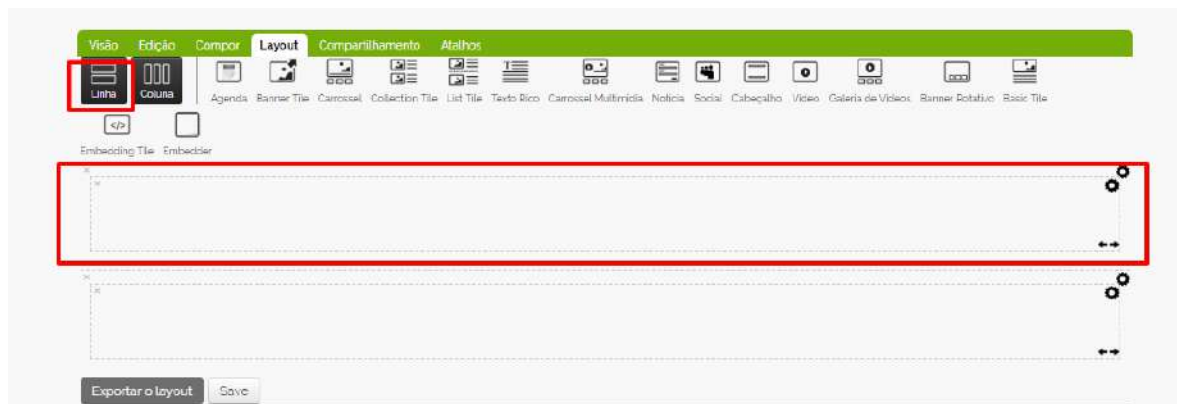 Visão Edição Compor Layout Compartilhamento Atalhos
Linha Coluna Agenda Banner Tile Carrossel Collection Tile List Tile Texto Rico Carrossel Multimídia Notícia Social Cabeçalho Vídeo Galeria de Vídeos Banner Rotativo Basic Tile
Embedding Tile Embedder
Exportar o layout Save